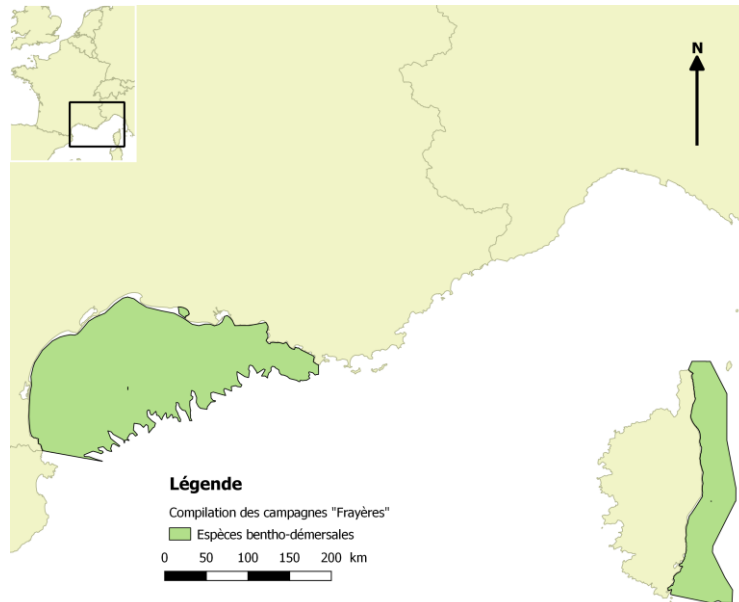 N
Légende
Compilation des campagnes "Frayères"
Espèces bentho-démersales
0 50 100 150 200 km